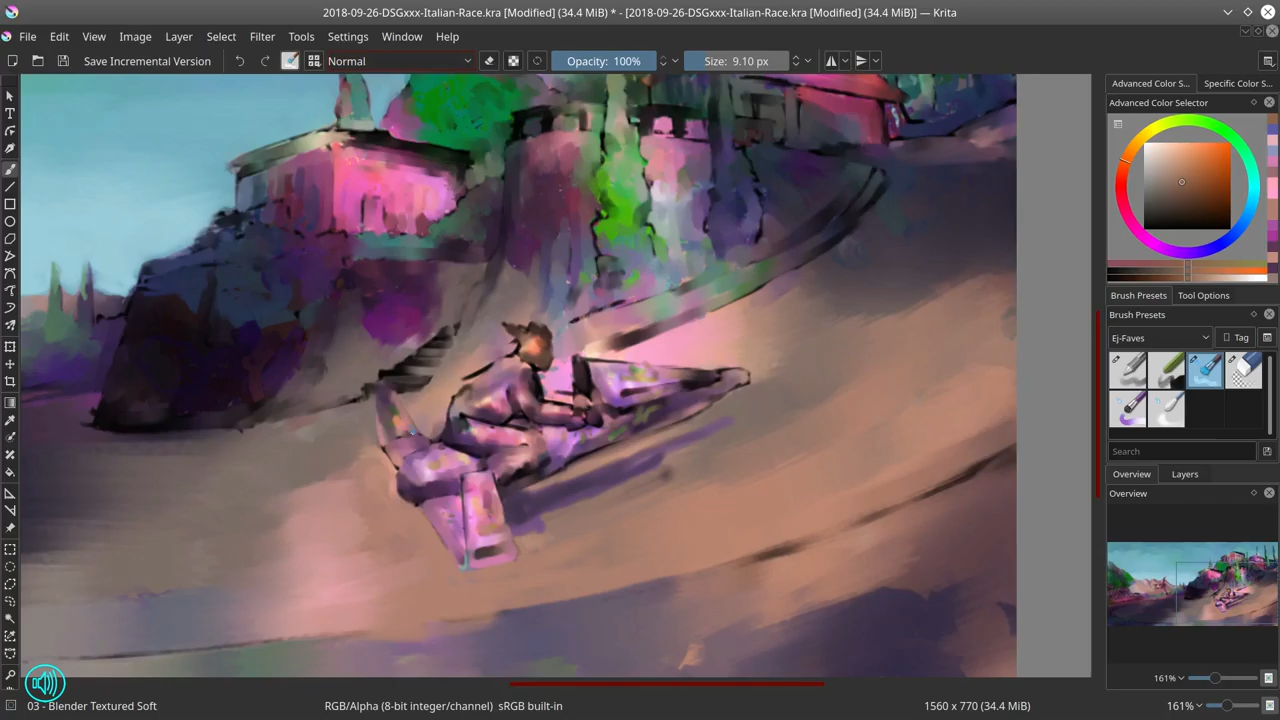 2018-09-26-DSGxxx-Italian-Race.kra [Modified] (34.4 MiB) * - [2018-09-26-DSGxxx-Italian-Race.kra [Modified] (34.4 MiB)] — Krita
File Edit View Image Layer Select Filter Tools Settings Window Help
Save Incremental Version Normal Opacity: 100% Size: 9.10 px
Advanced Color S... Specific Color S...
Advanced Color Selector
Brush Presets Tool Options
Brush Presets
Ej-Faves Tag
Search
Overview Layers
Overview
161%
03 - Blender Textured Soft RGB/Alpha (8-bit integer/channel) sRGB built-in 1560 x 770 (34.4 MiB) 161%